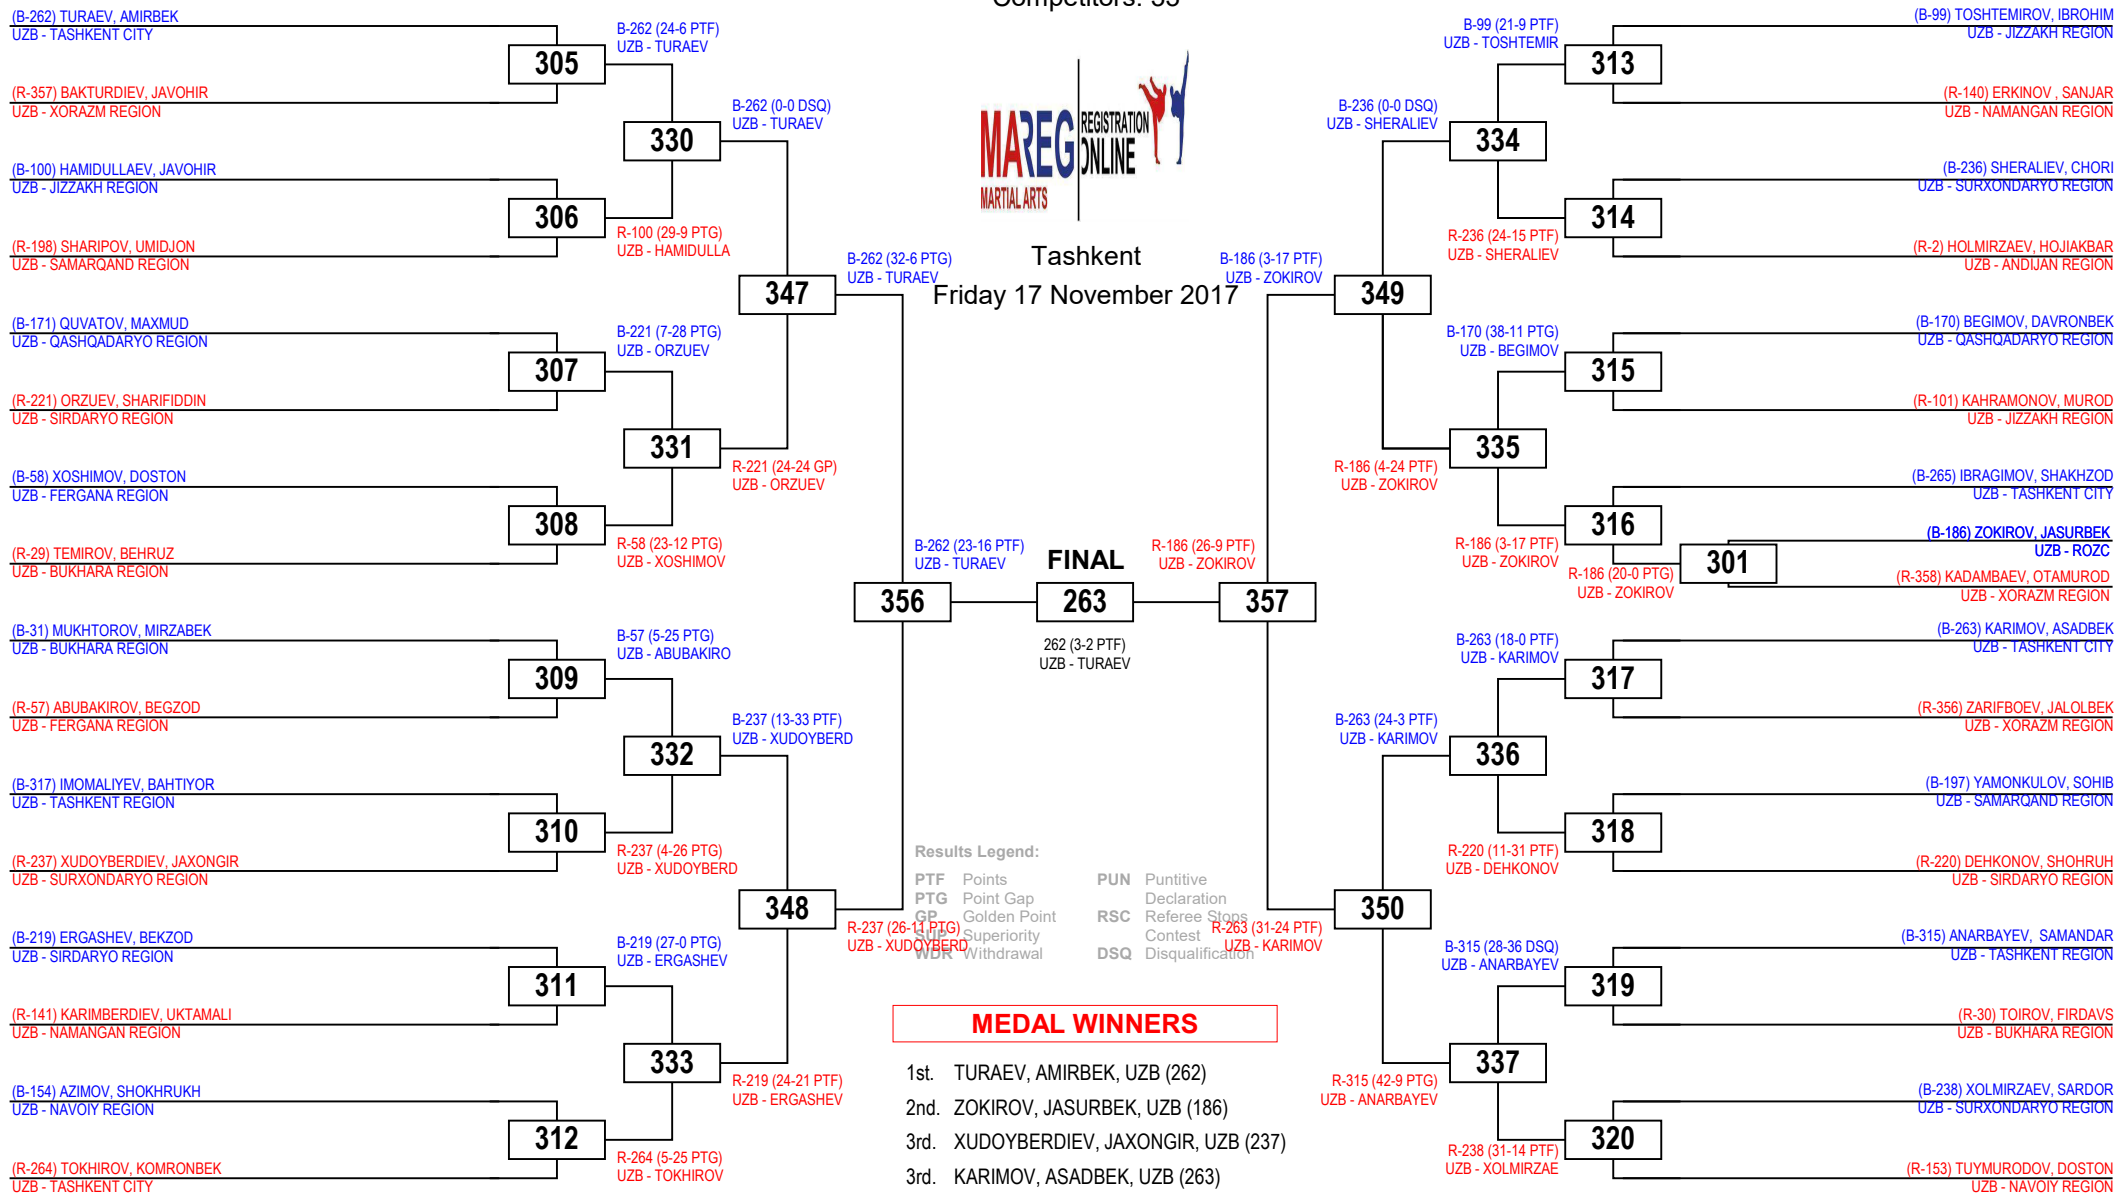 Competitors: 33
(B-262) TURAEV, AMIRBEK
UZB - TASHKENT CITY
305
(R-357) BAKTURDIEV, JAVOHIR
UZB - XORAZM REGION
B-262 (24-6 PTF)
UZB - TURAEV
330
(B-100) HAMIDULLAEV, JAVOHIR
UZB - JIZZAKH REGION
306
(R-198) SHARIPOV, UMIDJON
UZB - SAMARQAND REGION
R-100 (29-9 PTG)
UZB - HAMIDULLA
B-262 (0-0 DSQ)
UZB - TURAEV
347
(B-171) QUVATOV, MAXMUD
UZB - QASHQADARYO REGION
307
(R-221) ORZUEV, SHARIFIDDIN
UZB - SIRDARYO REGION
B-221 (7-28 PTG)
UZB - ORZUEV
331
(B-58) XOSHIMOV, DOSTON
UZB - FERGANA REGION
308
(R-29) TEMIROV, BEHRUZ
UZB - BUKHARA REGION
R-58 (23-12 PTG)
UZB - XOSHIMOV
R-221 (24-24 GP)
UZB - ORZUEV
B-262 (32-6 PTG)
UZB - TURAEV
356
(B-31) MUKHTOROV, MIRZABEK
UZB - BUKHARA REGION
309
(R-57) ABUBAKIROV, BEGZOD
UZB - FERGANA REGION
B-57 (5-25 PTG)
UZB - ABUBAKIRO
332
(B-317) IMOMALIYEV, BAHTIYOR
UZB - TASHKENT REGION
310
(R-237) XUDOYBERDIEV, JAXONGIR
UZB - SURXONDARYO REGION
R-237 (4-26 PTG)
UZB - XUDOYBERD
B-237 (13-33 PTF)
UZB - XUDOYBERD
348
(B-219) ERGASHEV, BEKZOD
UZB - SIRDARYO REGION
311
(R-141) KARIMBERDIEV, UKTAMALI
UZB - NAMANGAN REGION
B-219 (27-0 PTG)
UZB - ERGASHEV
333
(B-154) AZIMOV, SHOKHRUKH
UZB - NAVOIY REGION
312
(R-264) TOKHIROV, KOMRONBEK
UZB - TASHKENT CITY
R-264 (5-25 PTG)
UZB - TOKHIROV
R-219 (24-21 PTF)
UZB - ERGASHEV
R-237 (26-11 PTG)
UZB - XUDOYBERD
MAREG REGISTRATION ONLINE
MARTIAL ARTS
Tashkent
Friday 17 November 2017
B-262 (23-16 PTF)
UZB - TURAEV
FINAL
263
262 (3-2 PTF)
UZB - TURAEV
R-186 (26-9 PTF)
UZB - ZOKIROV
357
Results Legend:
PTF Points
PTG Point Gap
GP Golden Point
SUP Superiority
WDR Withdrawal
PUN Puntitive
Declaration
RSC Referee Stops
Contest
DSQ Disqualification
MEDAL WINNERS
1st. TURAEV, AMIRBEK, UZB (262)
2nd. ZOKIROV, JASURBEK, UZB (186)
3rd. XUDOYBERDIEV, JAXONGIR, UZB (237)
3rd. KARIMOV, ASADBEK, UZB (263)
B-186 (3-17 PTF)
UZB - ZOKIROV
349
B-236 (0-0 DSQ)
UZB - SHERALIEV
334
B-99 (21-9 PTF)
UZB - TOSHTEMIR
313
(B-99) TOSHTEMIROV, IBROHIM
UZB - JIZZAKH REGION
(R-140) ERKINOV , SANJAR
UZB - NAMANGAN REGION
R-236 (24-15 PTF)
UZB - SHERALIEV
314
(B-236) SHERALIEV, CHORI
UZB - SURXONDARYO REGION
(R-2) HOLMIRZAEV, HOJIAKBAR
UZB - ANDIJAN REGION
R-186 (4-24 PTF)
UZB - ZOKIROV
335
B-170 (38-11 PTG)
UZB - BEGIMOV
315
(B-170) BEGIMOV, DAVRONBEK
UZB - QASHQADARYO REGION
(R-101) KAHRAMONOV, MUROD
UZB - JIZZAKH REGION
R-186 (3-17 PTF)
UZB - ZOKIROV
316
(B-265) IBRAGIMOV, SHAKHZOD
UZB - TASHKENT CITY
R-186 (20-0 PTG)
UZB - ZOKIROV
301
(B-186) ZOKIROV, JASURBEK
UZB - ROZC
(R-358) KADAMBAEV, OTAMUROD
UZB - XORAZM REGION
R-263 (31-24 PTF)
UZB - KARIMOV
350
B-263 (24-3 PTF)
UZB - KARIMOV
336
B-263 (18-0 PTF)
UZB - KARIMOV
317
(B-263) KARIMOV, ASADBEK
UZB - TASHKENT CITY
(R-356) ZARIFBOEV, JALOLBEK
UZB - XORAZM REGION
R-220 (11-31 PTF)
UZB - DEHKONOV
318
(B-197) YAMONKULOV, SOHIB
UZB - SAMARQAND REGION
(R-220) DEHKONOV, SHOHRUH
UZB - SIRDARYO REGION
R-315 (42-9 PTG)
UZB - ANARBAYEV
337
B-315 (28-36 DSQ)
UZB - ANARBAYEV
319
(B-315) ANARBAYEV, SAMANDAR
UZB - TASHKENT REGION
(R-30) TOIROV, FIRDAVS
UZB - BUKHARA REGION
R-238 (31-14 PTF)
UZB - XOLMIRZAE
320
(B-238) XOLMIRZAEV, SARDOR
UZB - SURXONDARYO REGION
(R-153) TUYMURODOV, DOSTON
UZB - NAVOIY REGION